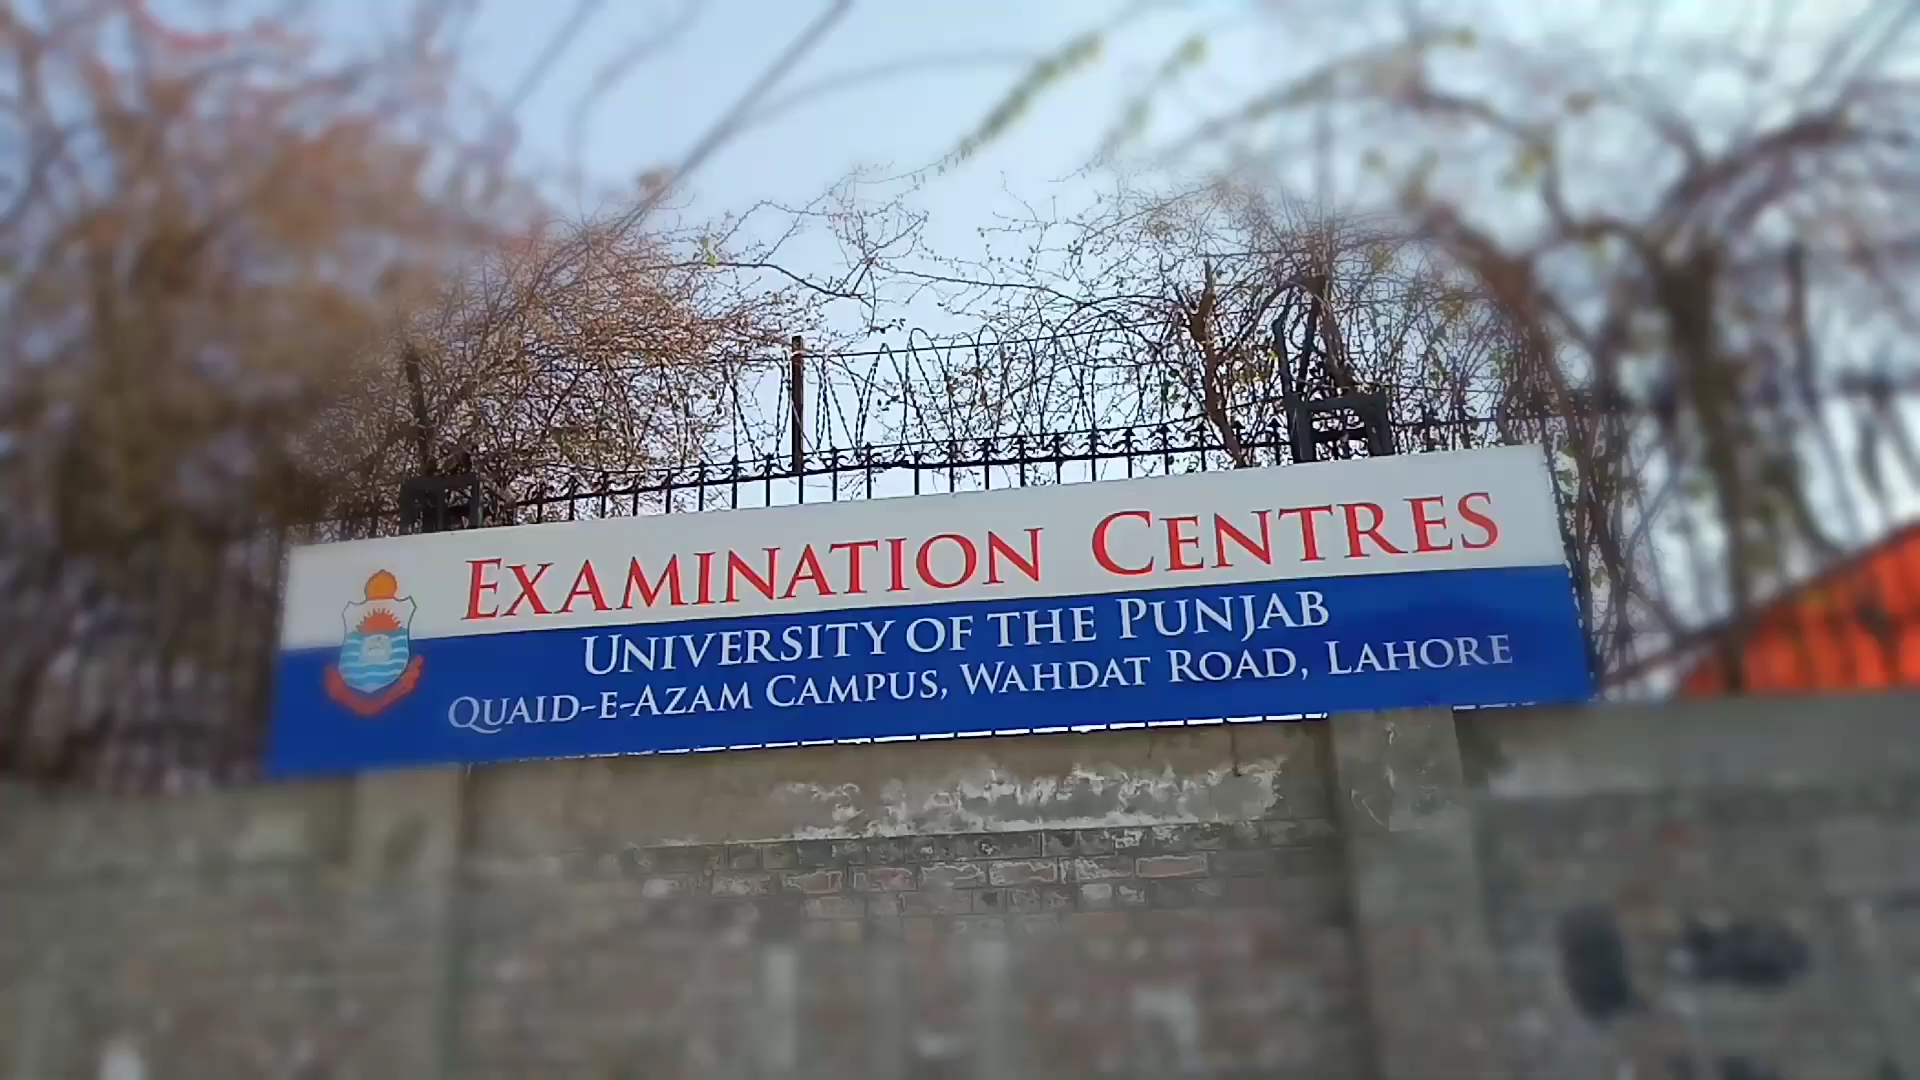 EXAMINATION CENTRES
UNIVERSITY OF THE PUNJAB
QUAID-E-AZAM CAMPUS, WAHDAT ROAD, LAHORE